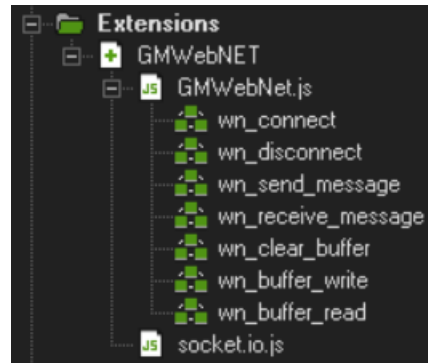 Extensions
GMWebNET
GMWebNet.js
wn_connect
wn_disconnect
wn_send_message
wn_receive_message
wn_clear_buffer
wn_buffer_write
wn_buffer_read
socket.io.js